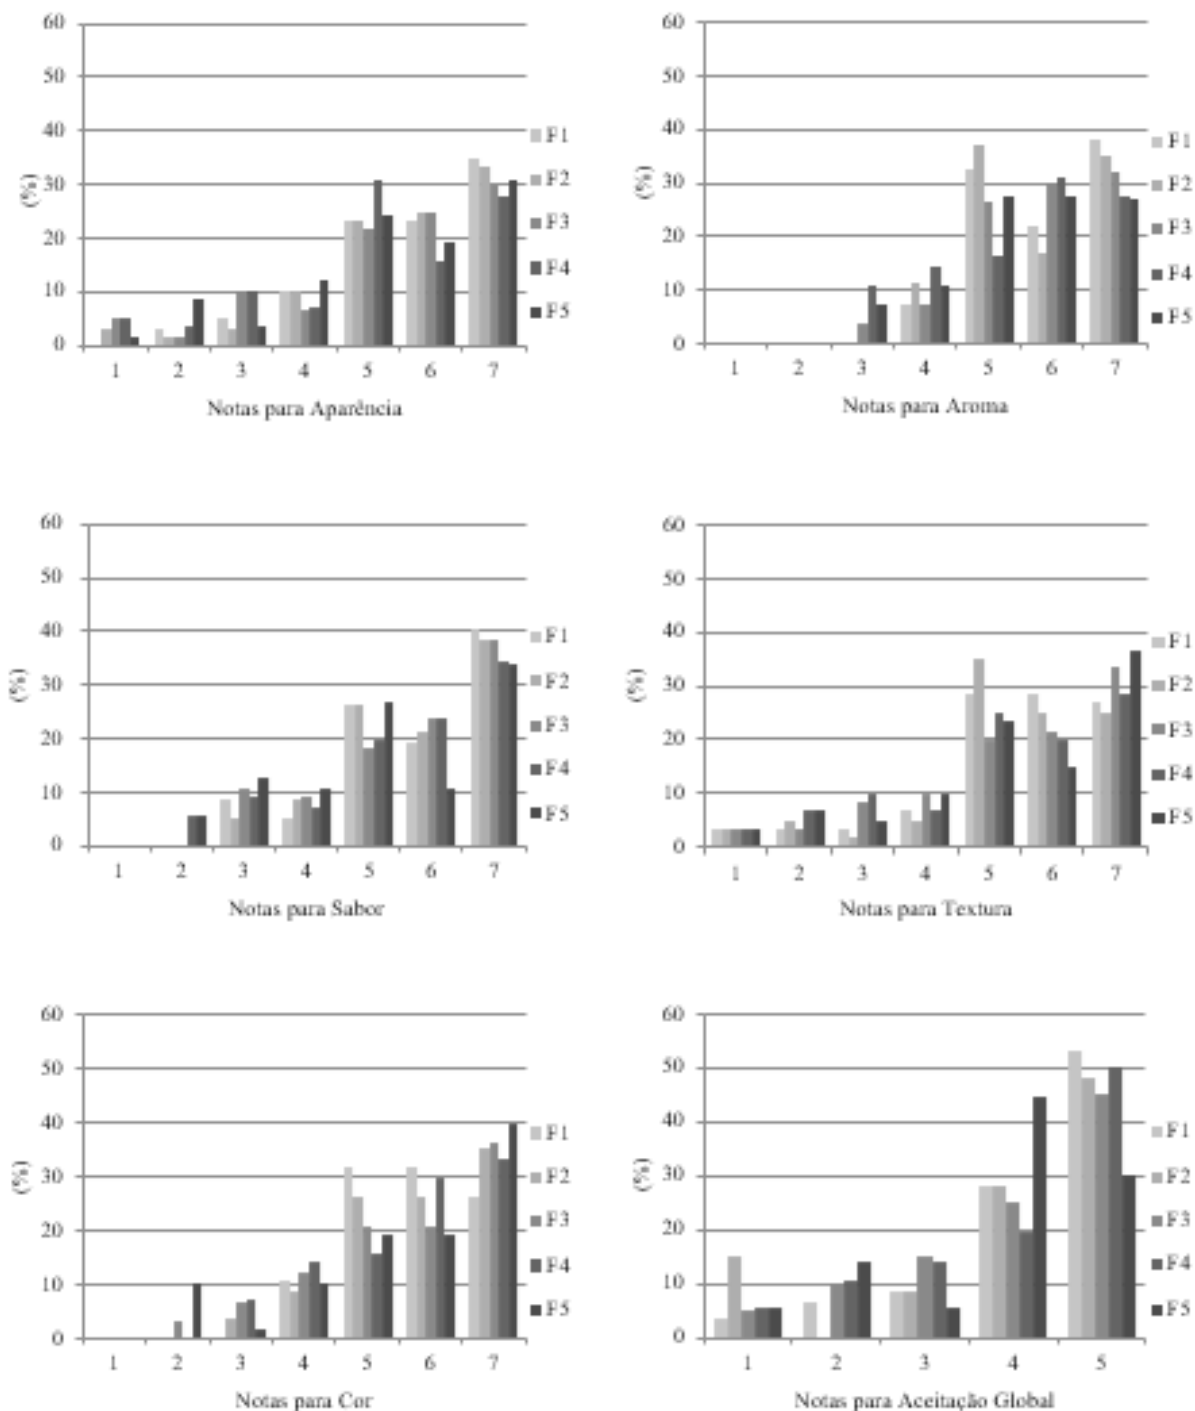 60
50
40
30
20
10
0
(%)
1 2 3 4 5 6 7
Notas para Aparência
F1
F2
F3
F4
F5
60
50
40
30
20
10
0
(%)
1 2 3 4 5 6 7
Notas para Aroma
F1
F2
F3
F4
F5
60
50
40
30
20
10
0
(%)
1 2 3 4 5 6 7
Notas para Sabor
F1
F2
F3
F4
F5
60
50
40
30
20
10
0
(%)
1 2 3 4 5 6 7
Notas para Textura
F1
F2
F3
F4
F5
60
50
40
30
20
10
0
(%)
1 2 3 4 5 6 7
Notas para Cor
F1
F2
F3
F4
F5
60
50
40
30
20
10
0
(%)
1 2 3 4 5
Notas para Aceitação Global
F1
F2
F3
F4
F5